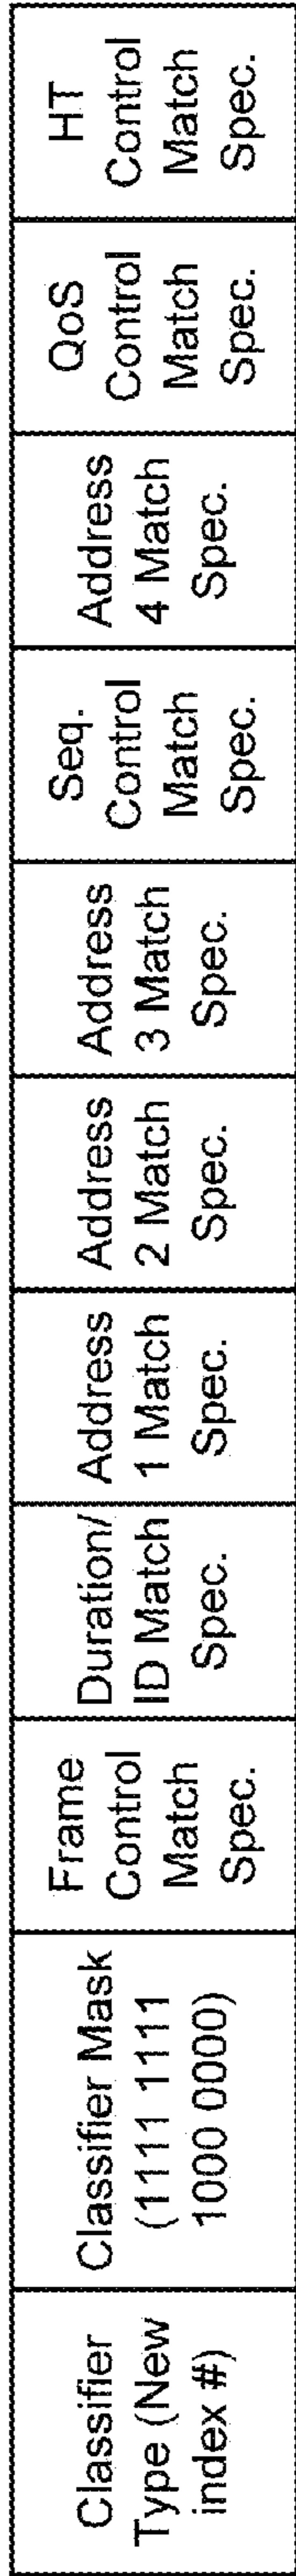 Classifier
Type (New
index #)
Classifier Mask
(1111 1111
1000 0000)
Frame
Control
Match
Spec.
Duration/
ID Match
Spec.
Address
1 Match
Spec.
Address
2 Match
Spec.
Address
3 Match
Spec.
Seq.
Control
Match
Spec.
Address
4 Match
Spec.
QoS
Control
Match
Spec.
HT
Control
Match
Spec.